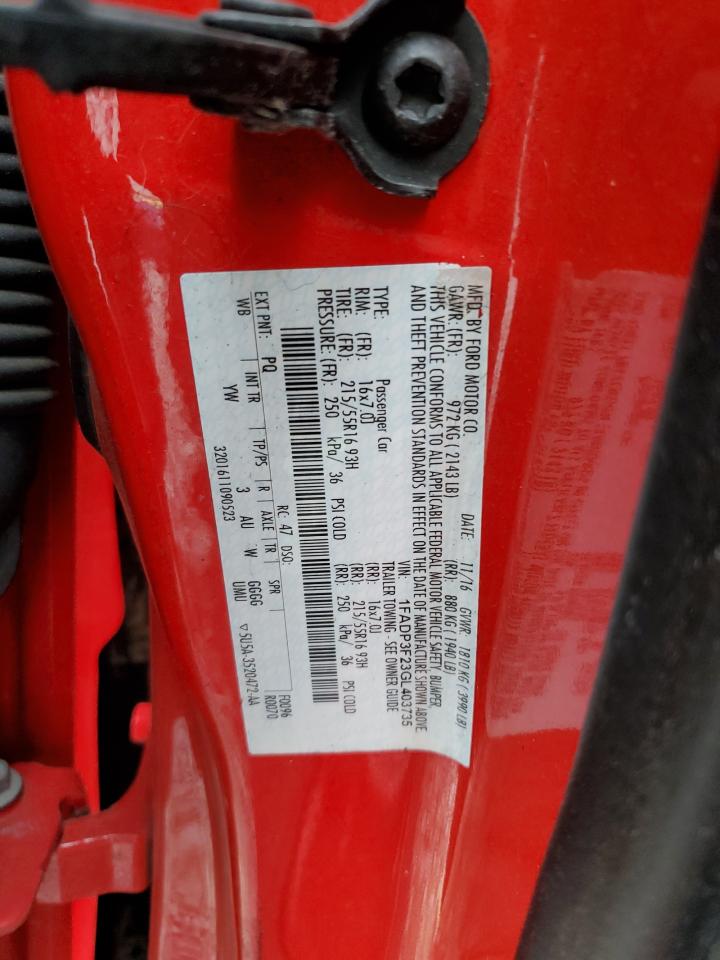 MFD. BY FORD MOTOR CO.
DATE: 11/16 GVWR: 1810 KG ( 3990 LB)
GAWR: (FR): 972 KG ( 2143 LB) (RR): 880 KG ( 1940 LB)
THIS VEHICLE CONFORMS TO ALL APPLICABLE FEDERAL MOTOR VEHICLE SAFETY, BUMPER,
AND THEFT PREVENTION STANDARDS IN EFFECT ON THE DATE OF MANUFACTURE SHOWN ABOVE
VIN: 1FADP3F23GL403735
TYPE: Passenger Car TRAILER TOWING - SEE OWNER GUIDE
RIM: (FR): 16x7.0J (RR): 16x7.0J
TIRE: (FR): 215/55R16 93H (RR): 215/55R16 93H
PRESSURE: (FR): 250 kPa/ 36 PSI COLD (RR): 250 kPa/ 36 PSI COLD
RC: 47 DSO: F0096
R0070
EXT PNT: PQ INT TR TP/PS R AXLE TR SPR
WB YW 3 AU W GGGG
UMU
3201611090523
5U5A-3520472-AA